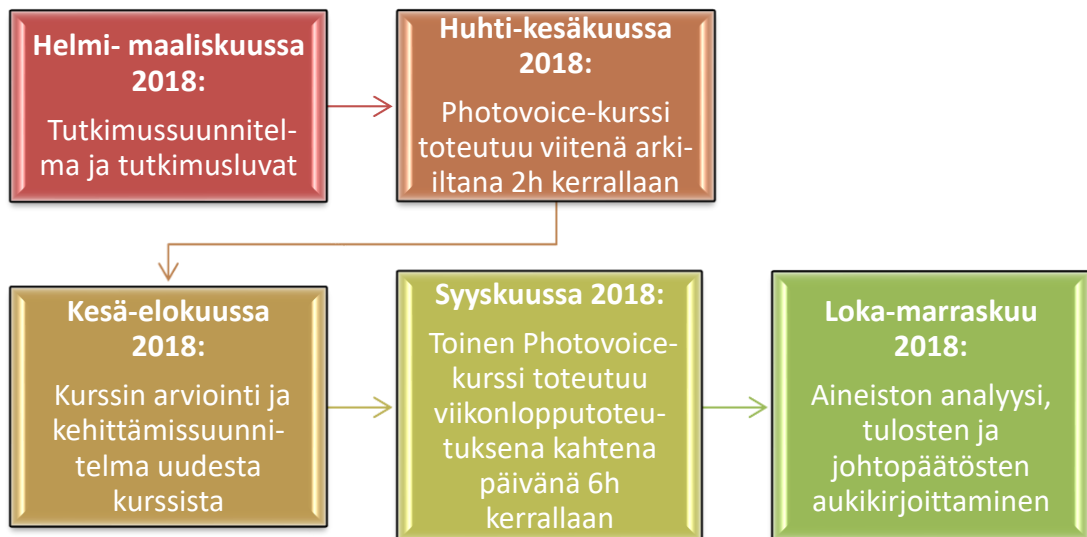 Helmi- maaliskuussa
2018:
Tutkimussuunnitel-
ma ja tutkimusluvat
Huhti-kesäkuussa
2018:
Photovoice-kurssi
toteutuu viitenä arki-
iltana 2h kerrallaan
Kesä-elokuussa
2018:
Kurssin arviointi ja
kehittämissuunni-
telma uudesta
kurssista
Syyskuussa 2018:
Toinen Photovoice-
kurssi toteutuu
viikonlopputoteu-
tuksena kahtena
päivänä 6h
kerrallaan
Loka-marraskuu
2018:
Aineiston analyysi,
tulosten ja
johtopäätösten
aukikirjoittaminen